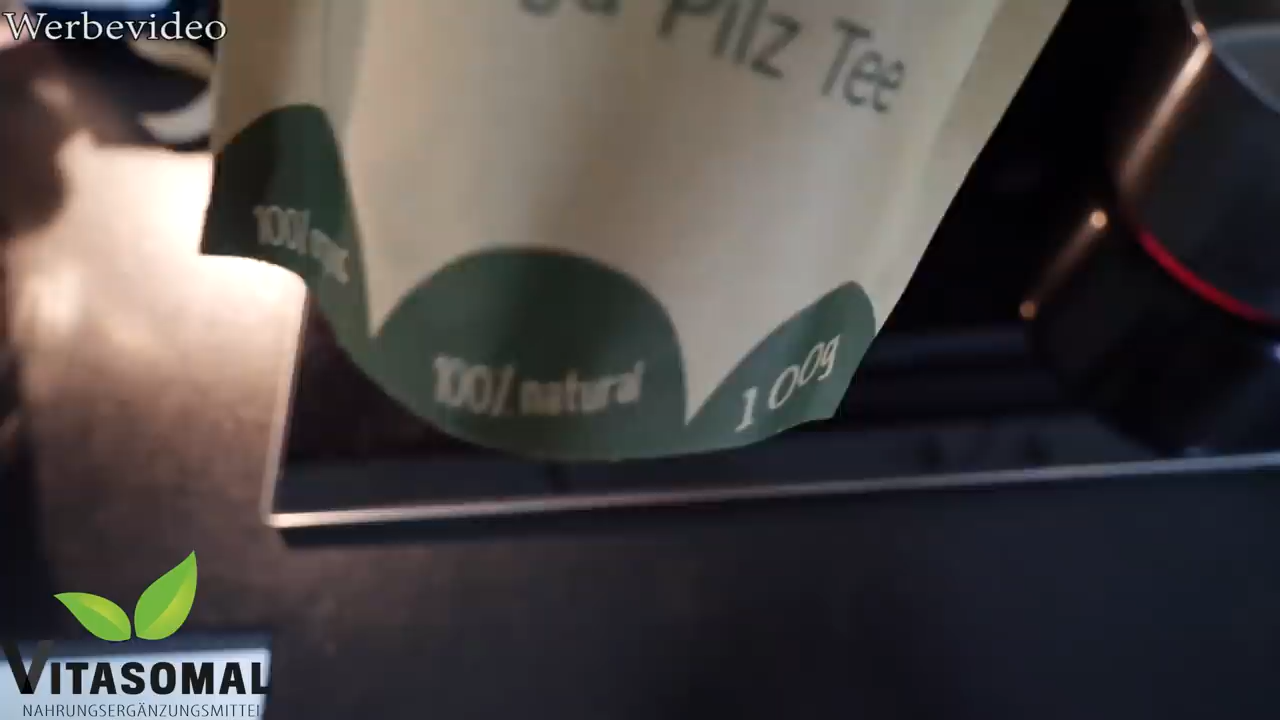 Werbevideo
Pilz Tee
100% natural
100g
VITASOMAL
NAHRUNGSERGÄNZUNGSMITTEL